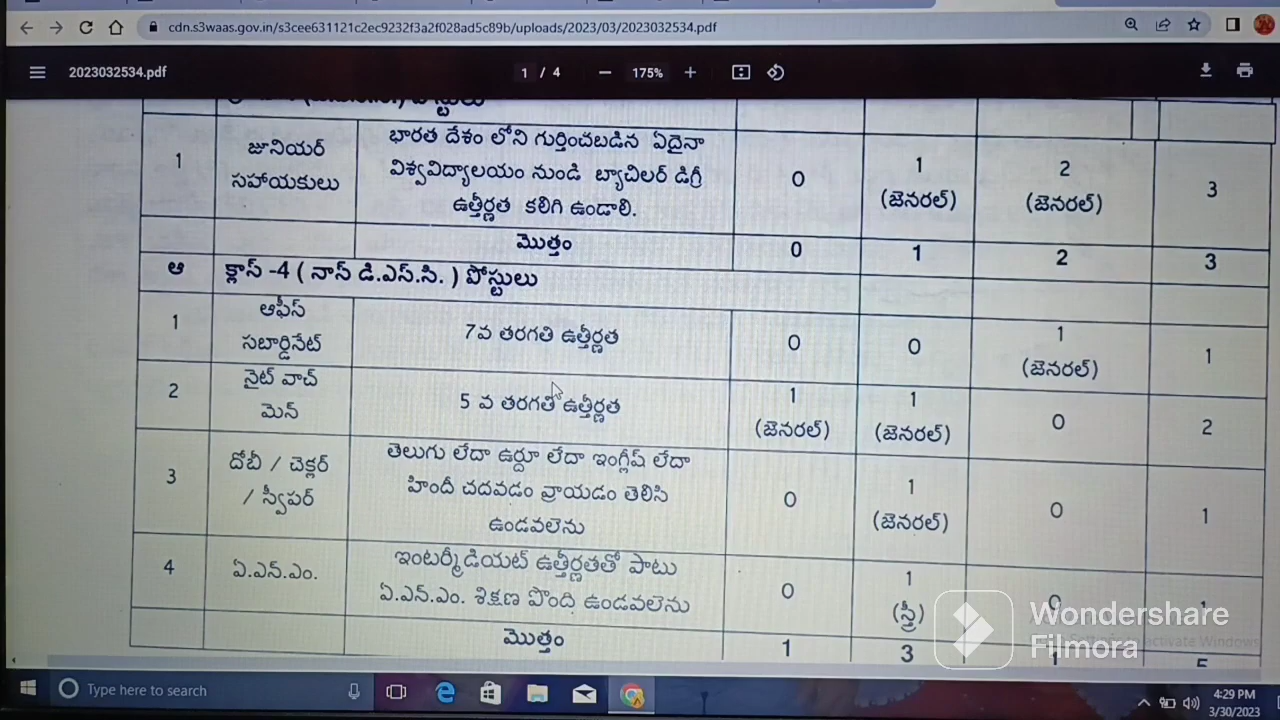 cdn.s3waas.gov.in/s3cee631121c2ec9232f3a2f028ad5c89b/uploads/2023/03/2023032534.pdf
2023032534.pdf
1 / 4
175%
పోస్టులు
1 జూనియర్ సహాయకులు
భారత దేశం లోని గుర్తించబడిన ఏదైనా
విశ్వవిద్యాలయం నుండి బ్యాచిలర్ డిగ్రీ
ఉత్తీర్ణత కలిగి ఉండాలి.
0
1
(జెనరల్)
2
(జెనరల్)
3
మొత్తం 0 1 2 3
ఆ క్లాస్ -4 ( నాన్ డి.ఎస్.సి. ) పోస్టులు
1 ఆఫీస్ సబార్డినేట్
7వ తరగతి ఉత్తీర్ణత
0
0
1
(జెనరల్)
1
2 నైట్ వాచ్ మెన్
5 వ తరగతి ఉత్తీర్ణత
1
(జెనరల్)
1
(జెనరల్)
0
2
3 దోబీ / చెక్లర్ / స్వీపర్
తెలుగు లేదా ఉర్దూ లేదా ఇంగ్లీష్ లేదా
హిందీ చదవడం వ్రాయడం తెలిసి
ఉండవలెను
0
1
(జెనరల్)
0
1
4 ఏ.ఎన్.ఎం.
ఇంటర్మీడియట్ ఉత్తీర్ణతతో పాటు
ఏ.ఎన్.ఎం. శిక్షణ పొంది ఉండవలెను
0
1
(స్త్రీ)
0
1
మొత్తం 1 3 1 5
Wondershare
Filmora
Type here to search
4:29 PM
3/30/2023